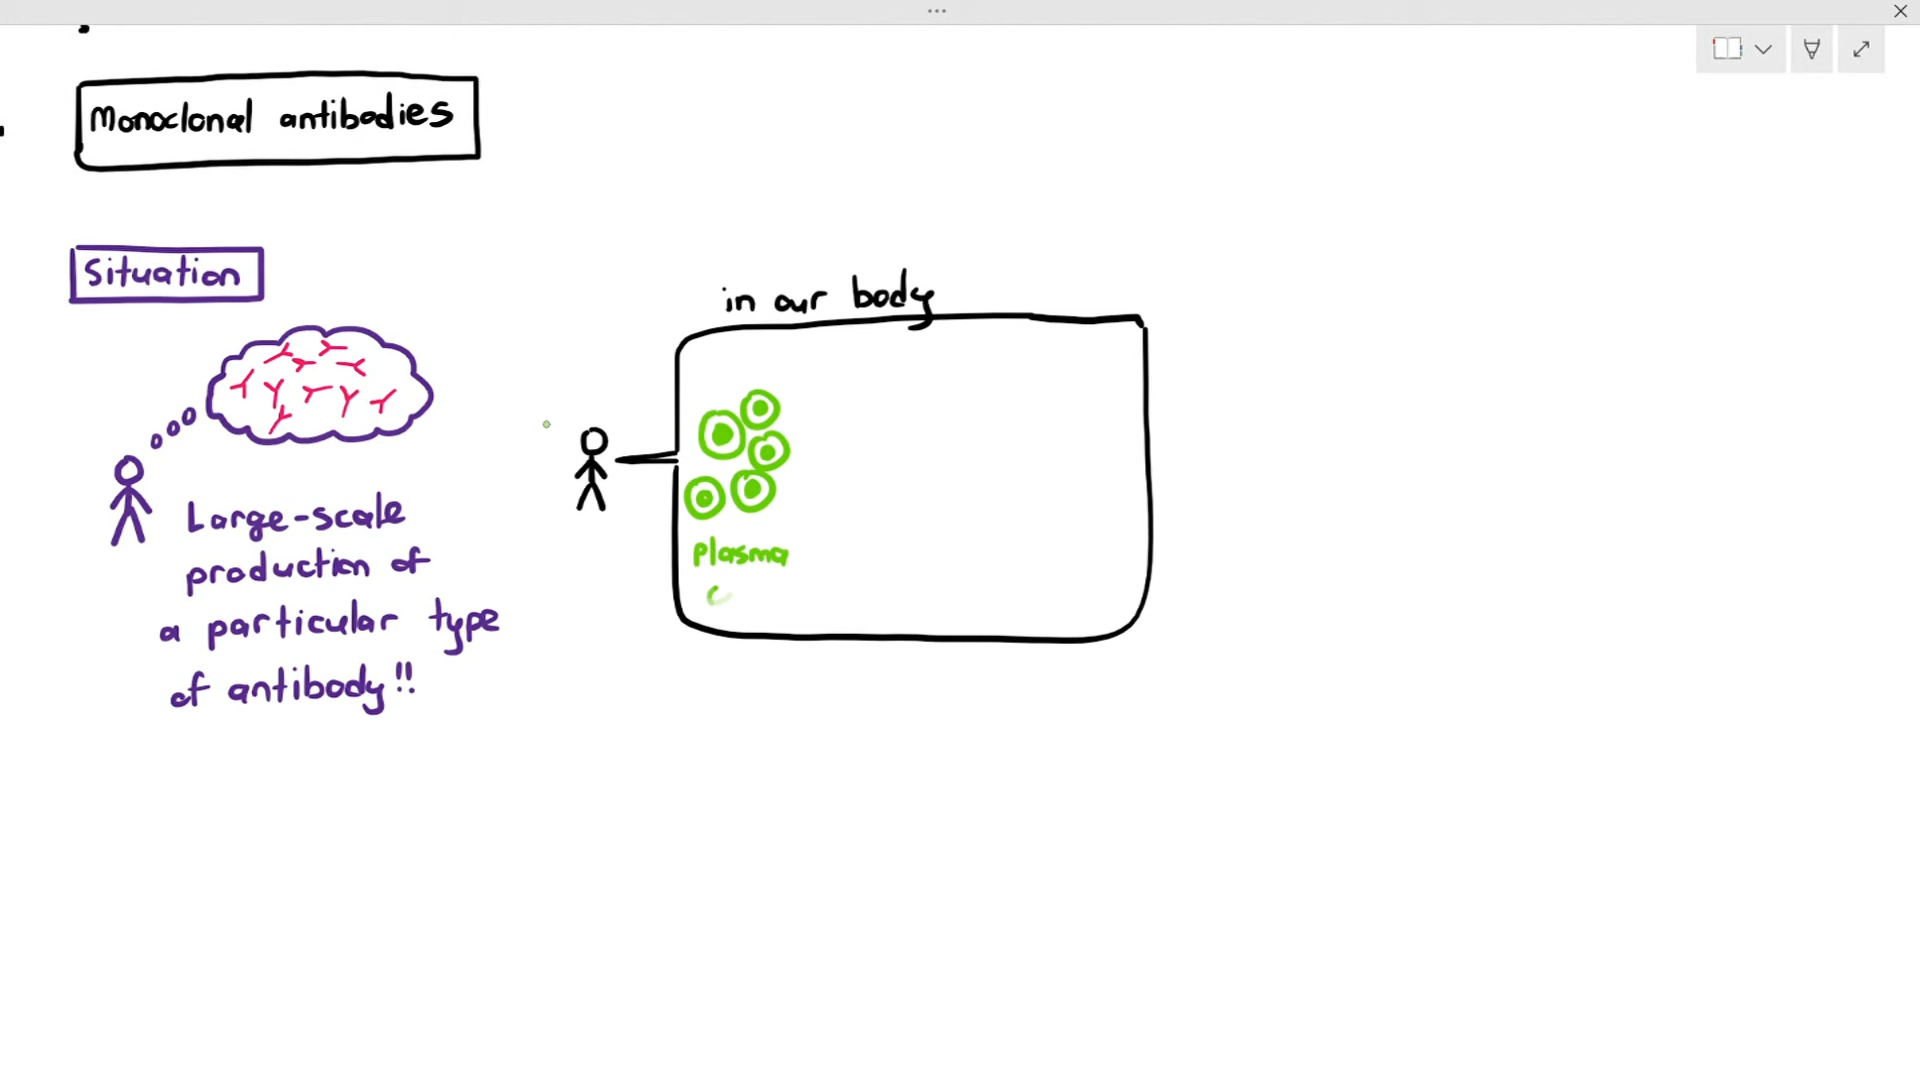 Monoclonal antibodies
Situation
Large-scale
production of
a particular type
of antibody!!
in our body
Plasma
c